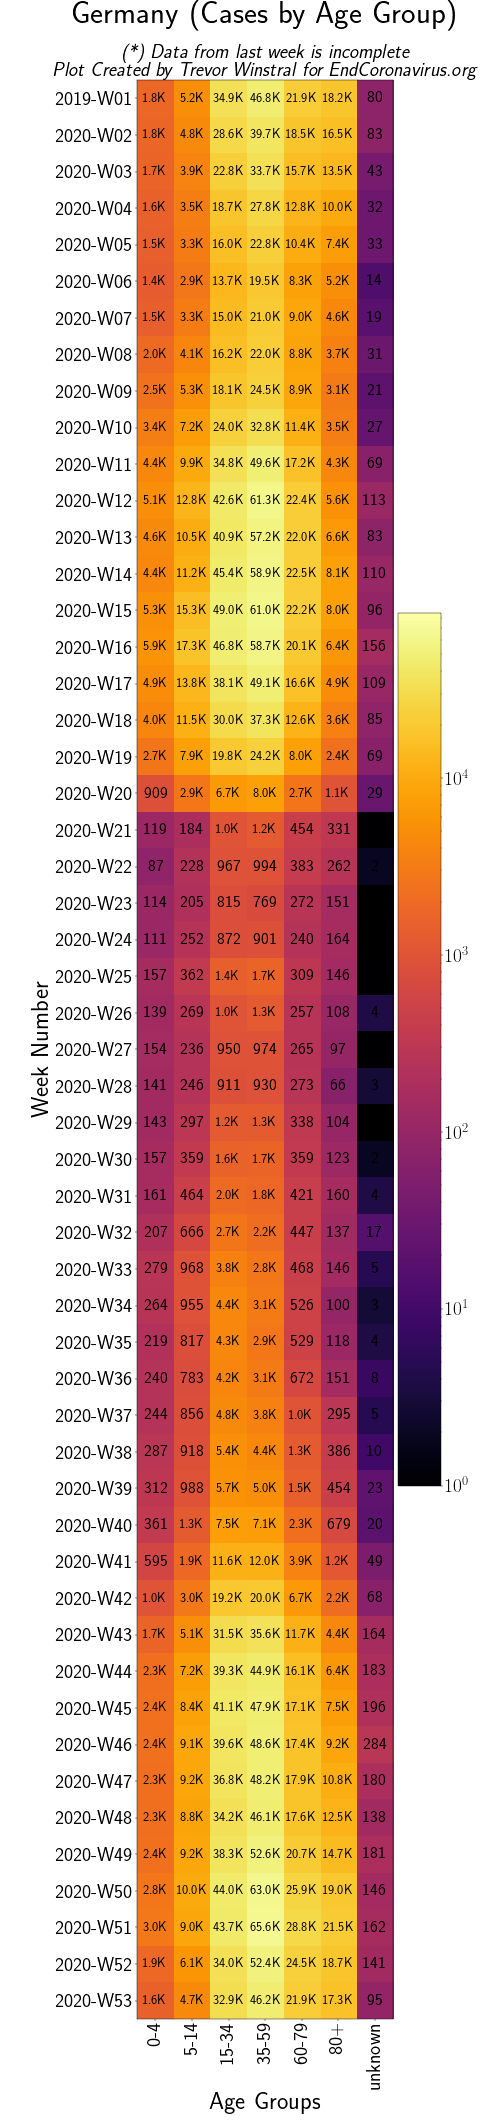 Germany (Cases by Age Group)
(*) Data from last week is incomplete
Plot Created by Trevor Winstral for EndCoronavirus.org
2019-W01 1.8K 5.2K 34.9K 46.8K 21.9K 18.2K 80
2020-W02 1.8K 4.8K 28.6K 39.7K 18.5K 16.5K 83
2020-W03 1.7K 3.9K 22.8K 33.7K 15.7K 13.5K 43
2020-W04 1.6K 3.5K 18.7K 27.8K 12.8K 10.0K 32
2020-W05 1.5K 3.3K 16.0K 22.8K 10.4K 7.4K 33
2020-W06 1.4K 2.9K 13.7K 19.5K 8.3K 5.2K 14
2020-W07 1.5K 3.3K 15.0K 21.0K 9.0K 4.6K 19
2020-W08 2.0K 4.1K 16.2K 22.0K 8.8K 3.7K 31
2020-W09 2.5K 5.3K 18.1K 24.5K 8.9K 3.1K 21
2020-W10 3.4K 7.2K 24.0K 32.8K 11.4K 3.5K 27
2020-W11 4.4K 9.9K 34.8K 49.6K 17.2K 4.3K 69
2020-W12 5.1K 12.8K 42.6K 61.3K 22.4K 5.6K 113
2020-W13 4.6K 10.5K 40.9K 57.2K 22.0K 6.6K 83
2020-W14 4.4K 11.2K 45.4K 58.9K 22.5K 8.1K 110
2020-W15 5.3K 15.3K 49.0K 61.0K 22.2K 8.0K 96
2020-W16 5.9K 17.3K 46.8K 58.7K 20.1K 6.4K 156
2020-W17 4.9K 13.8K 38.1K 49.1K 16.6K 4.9K 109
2020-W18 4.0K 11.5K 30.0K 37.3K 12.6K 3.6K 85
2020-W19 2.7K 7.9K 19.8K 24.2K 8.0K 2.4K 69
2020-W20 909 2.9K 6.7K 8.0K 2.7K 1.1K 29
2020-W21 119 184 1.0K 1.2K 454 331
2020-W22 87 228 967 994 383 262 2
2020-W23 114 205 815 769 272 151
2020-W24 111 252 872 901 240 164
2020-W25 157 362 1.4K 1.7K 309 146
2020-W26 139 269 1.0K 1.3K 257 108 4
2020-W27 154 236 950 974 265 97
2020-W28 141 246 911 930 273 66 3
2020-W29 143 297 1.2K 1.3K 338 104
2020-W30 157 359 1.6K 1.7K 359 123 2
2020-W31 161 464 2.0K 1.8K 421 160 4
2020-W32 207 666 2.7K 2.2K 447 137 17
2020-W33 279 968 3.8K 2.8K 468 146 5
2020-W34 264 955 4.4K 3.1K 526 100 3
2020-W35 219 817 4.3K 2.9K 529 118 4
2020-W36 240 783 4.2K 3.1K 672 151 8
2020-W37 244 856 4.8K 3.8K 1.0K 295 5
2020-W38 287 918 5.4K 4.4K 1.3K 386 10
2020-W39 312 988 5.7K 5.0K 1.5K 454 23
2020-W40 361 1.3K 7.5K 7.1K 2.3K 679 20
2020-W41 595 1.9K 11.6K 12.0K 3.9K 1.2K 49
2020-W42 1.0K 3.0K 19.2K 20.0K 6.7K 2.2K 68
2020-W43 1.7K 5.1K 31.5K 35.6K 11.7K 4.4K 164
2020-W44 2.3K 7.2K 39.3K 44.9K 16.1K 6.4K 183
2020-W45 2.4K 8.4K 41.1K 47.9K 17.1K 7.5K 196
2020-W46 2.4K 9.1K 39.6K 48.6K 17.4K 9.2K 284
2020-W47 2.3K 9.2K 36.8K 48.2K 17.9K 10.8K 180
2020-W48 2.3K 8.8K 34.2K 46.1K 17.6K 12.5K 138
2020-W49 2.4K 9.2K 38.3K 52.6K 20.7K 14.7K 181
2020-W50 2.8K 10.0K 44.0K 63.0K 25.9K 19.0K 146
2020-W51 3.0K 9.0K 43.7K 65.6K 28.8K 21.5K 162
2020-W52 1.9K 6.1K 34.0K 52.4K 24.5K 18.7K 141
2020-W53 1.6K 4.7K 32.9K 46.2K 21.9K 17.3K 95
0-4 5-14 15-34 35-59 60-79 80+ unknown
Age Groups
Week Number
10⁴
10³
10²
10¹
10⁰